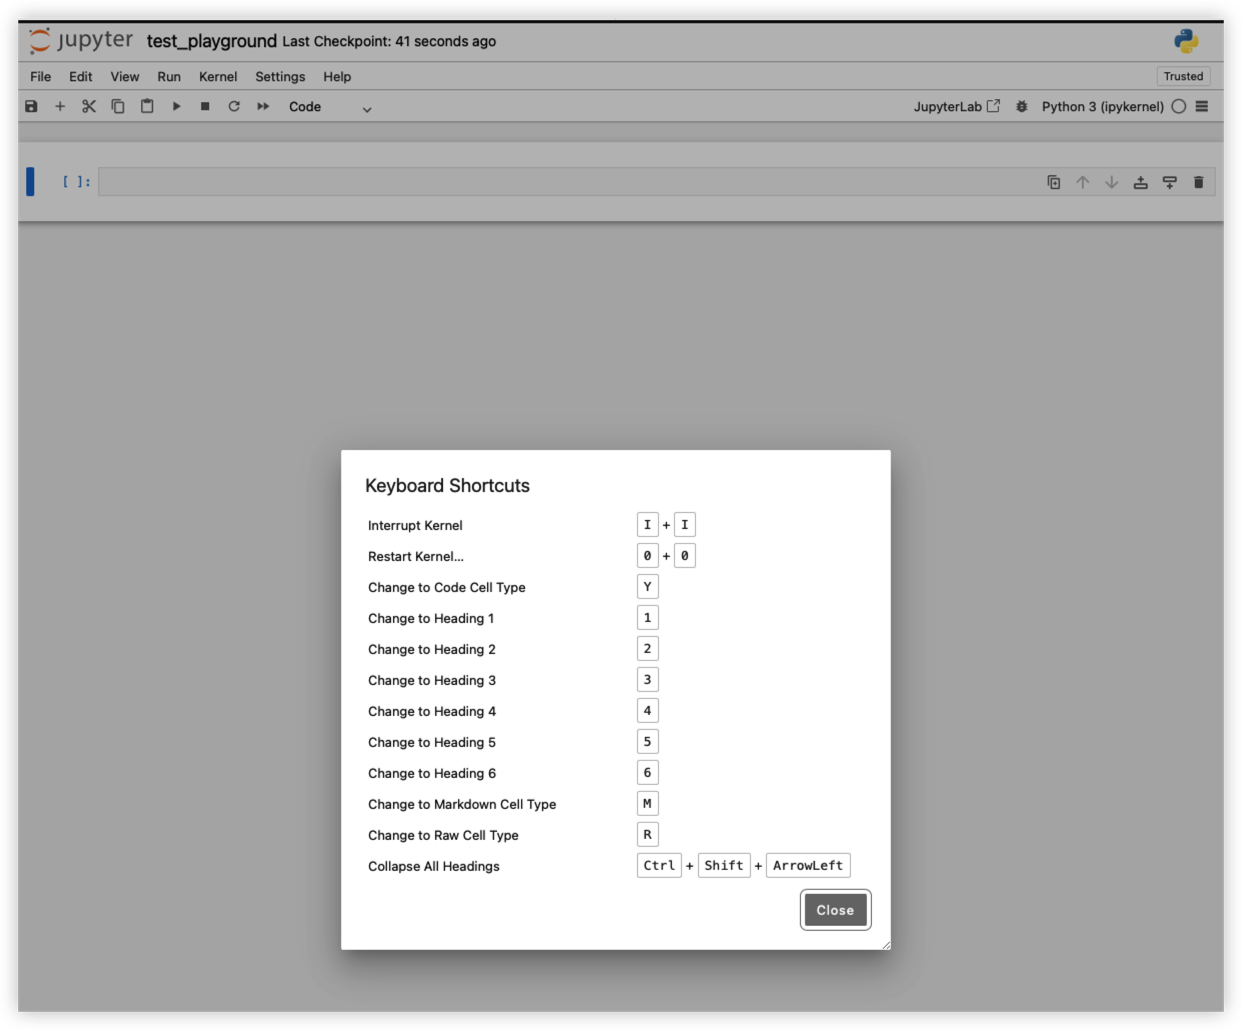 jupyter test_playground Last Checkpoint: 41 seconds ago
File Edit View Run Kernel Settings Help Trusted
Code JupyterLab Python 3 (ipykernel)
[ ]:
Keyboard Shortcuts
Interrupt Kernel I + I
Restart Kernel... 0 + 0
Change to Code Cell Type Y
Change to Heading 1 1
Change to Heading 2 2
Change to Heading 3 3
Change to Heading 4 4
Change to Heading 5 5
Change to Heading 6 6
Change to Markdown Cell Type M
Change to Raw Cell Type R
Collapse All Headings Ctrl + Shift + ArrowLeft
Close